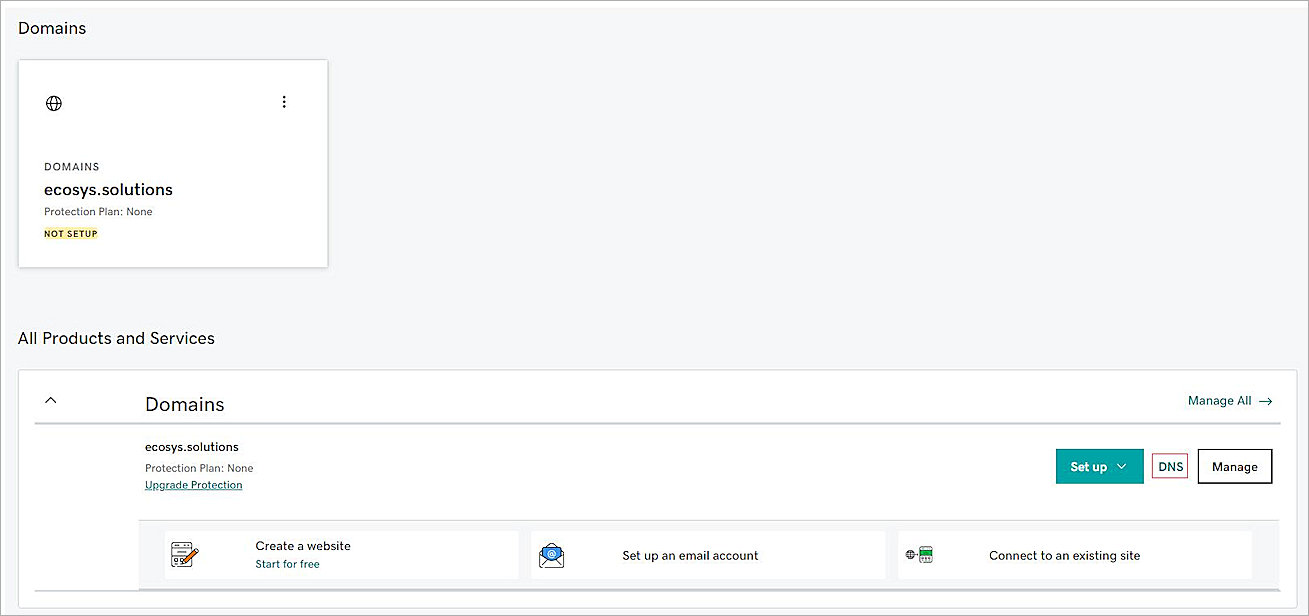 Domains
DOMAINS
ecosys.solutions
Protection Plan: None
NOT SETUP
All Products and Services
Domains
Manage All
ecosys.solutions
Protection Plan: None
Upgrade Protection
Set up
DNS
Manage
Create a website
Start for free
Set up an email account
Connect to an existing site